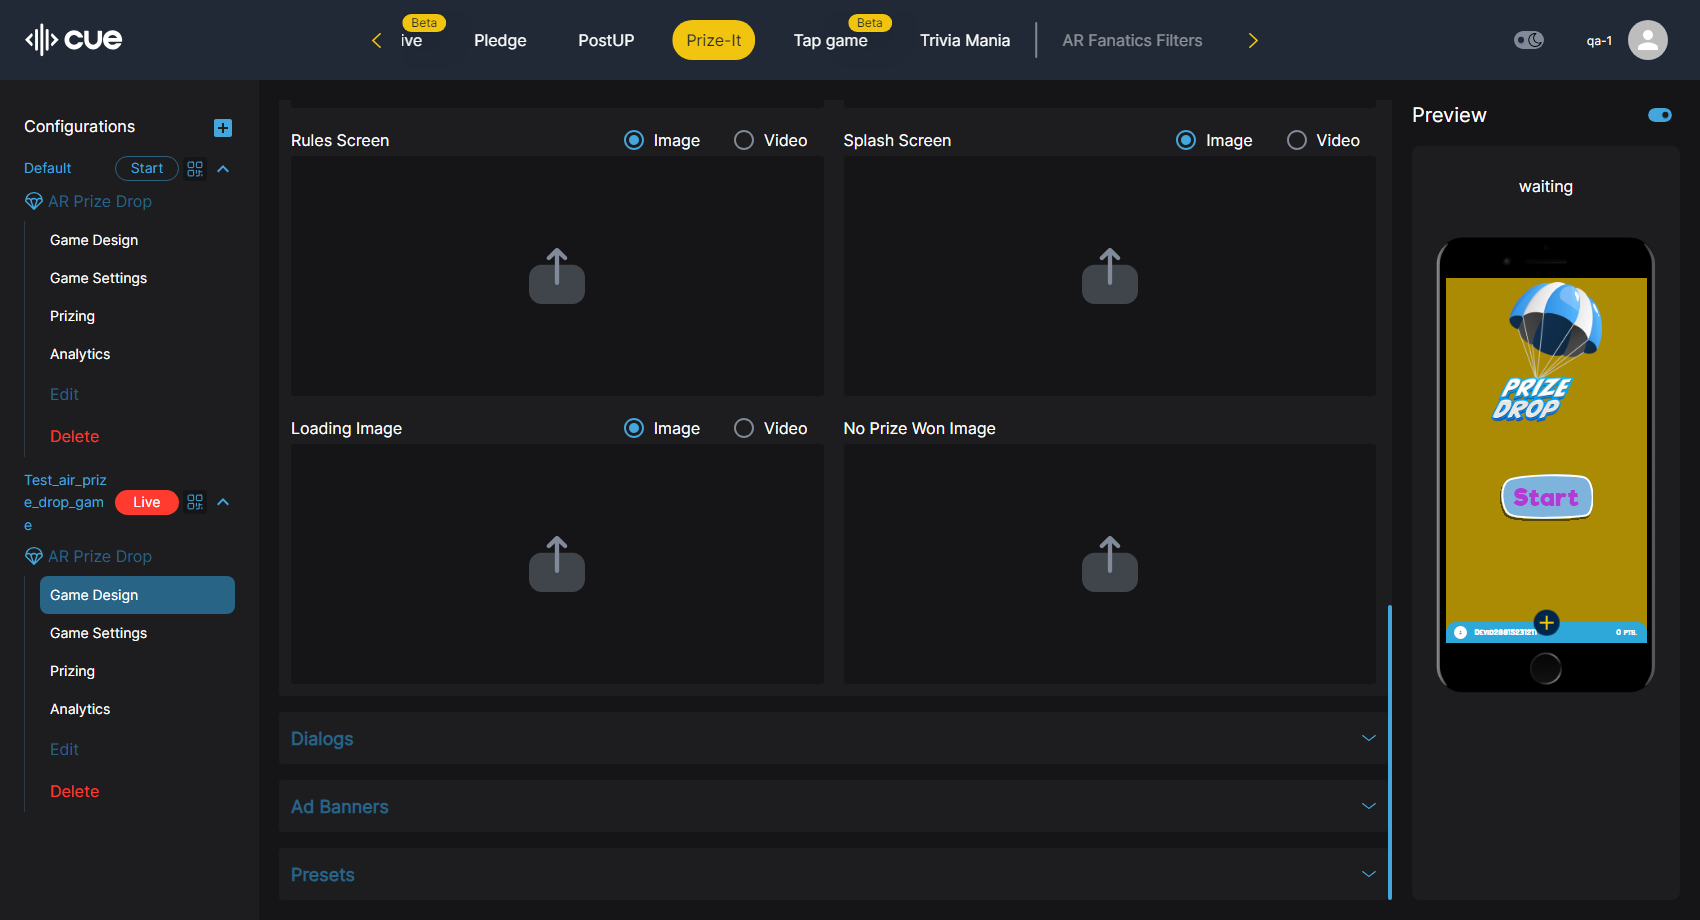 cue
Beta
ive
Pledge
PostUP
Prize-It
Beta
Tap game
Trivia Mania
AR Fanatics Filters
qa-1
Configurations
Default
Start
AR Prize Drop
Game Design
Game Settings
Prizing
Analytics
Edit
Delete
Test_air_priz
e_drop_gam
e
Live
AR Prize Drop
Game Design
Game Settings
Prizing
Analytics
Edit
Delete
Rules Screen
Image
Video
Splash Screen
Image
Video
Loading Image
Image
Video
No Prize Won Image
Dialogs
Ad Banners
Presets
Preview
waiting
PRIZE
DROP
Start
0 PTS.